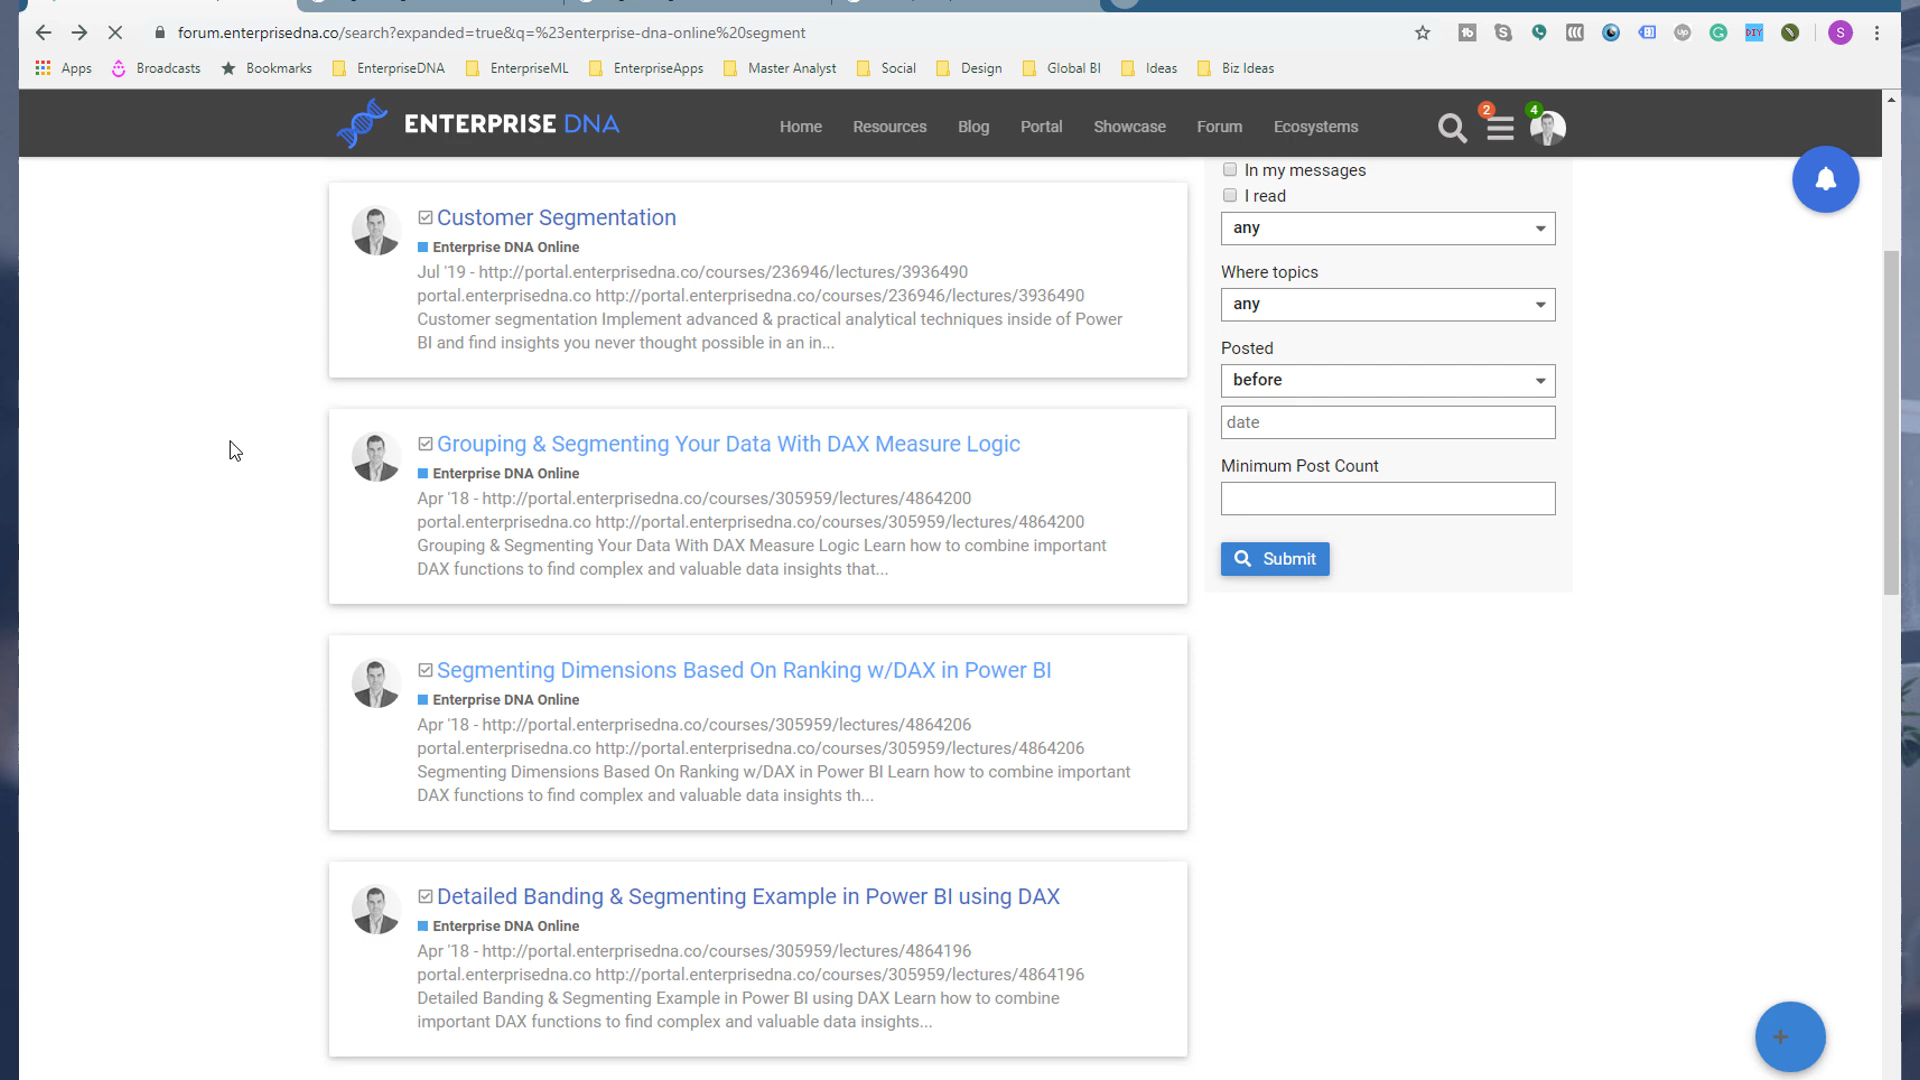 forum.enterprisedna.co/search?expanded=true&q=%23enterprise-dna-online%20segment
Apps Broadcasts Bookmarks EnterpriseDNA EnterpriseML EnterpriseApps Master Analyst Social Design Global BI Ideas Biz Ideas
ENTERPRISE DNA Home Resources Blog Portal Showcase Forum Ecosystems 2 4
In my messages
I read
any
Where topics
any
Posted
before
date
Minimum Post Count
Submit
Customer Segmentation
Enterprise DNA Online
Jul '19 - http://portal.enterprisedna.co/courses/236946/lectures/3936490
portal.enterprisedna.co http://portal.enterprisedna.co/courses/236946/lectures/3936490
Customer segmentation Implement advanced & practical analytical techniques inside of Power
BI and find insights you never thought possible in an in...
Grouping & Segmenting Your Data With DAX Measure Logic
Enterprise DNA Online
Apr '18 - http://portal.enterprisedna.co/courses/305959/lectures/4864200
portal.enterprisedna.co http://portal.enterprisedna.co/courses/305959/lectures/4864200
Grouping & Segmenting Your Data With DAX Measure Logic Learn how to combine important
DAX functions to find complex and valuable data insights that...
Segmenting Dimensions Based On Ranking w/DAX in Power BI
Enterprise DNA Online
Apr '18 - http://portal.enterprisedna.co/courses/305959/lectures/4864206
portal.enterprisedna.co http://portal.enterprisedna.co/courses/305959/lectures/4864206
Segmenting Dimensions Based On Ranking w/DAX in Power BI Learn how to combine important
DAX functions to find complex and valuable data insights th...
Detailed Banding & Segmenting Example in Power BI using DAX
Enterprise DNA Online
Apr '18 - http://portal.enterprisedna.co/courses/305959/lectures/4864196
portal.enterprisedna.co http://portal.enterprisedna.co/courses/305959/lectures/4864196
Detailed Banding & Segmenting Example in Power BI using DAX Learn how to combine
important DAX functions to find complex and valuable data insights...